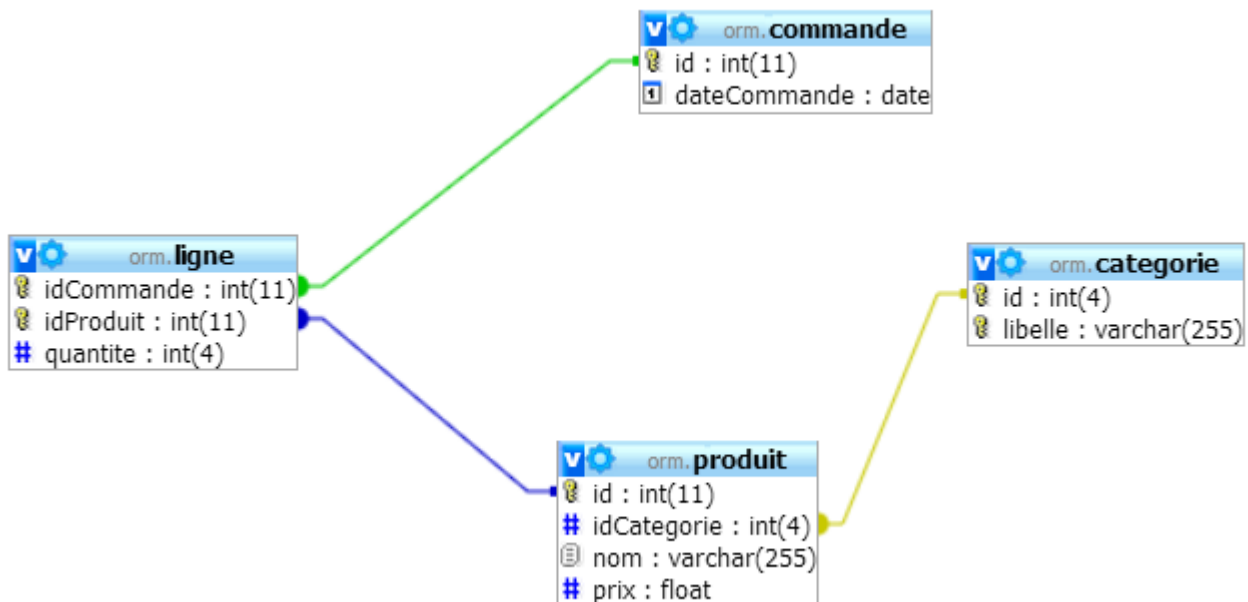 orm.commande
id : int(11)
dateCommande : date
orm.ligne
idCommande : int(11)
idProduit : int(11)
# quantite : int(4)
orm.categorie
id : int(4)
libelle : varchar(255)
orm.produit
id : int(11)
# idCategorie : int(4)
nom : varchar(255)
# prix : float